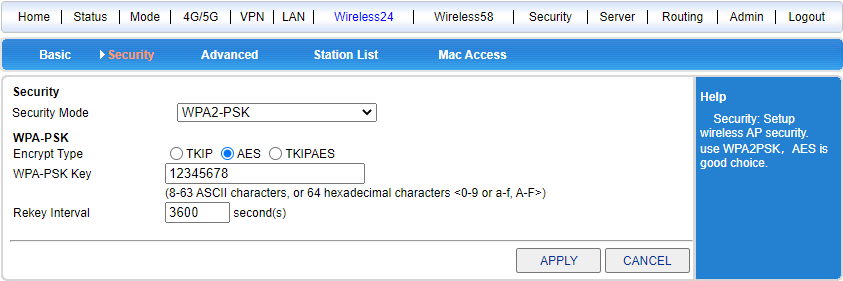 Home Status Mode 4G/5G VPN LAN Wireless24 Wireless58 Security Server Routing Admin Logout
Basic Security Advanced Station List Mac Access
Security
Security Mode WPA2-PSK
WPA-PSK
Encrypt Type TKIP AES TKIPAES
WPA-PSK Key 12345678
(8-63 ASCII characters, or 64 hexadecimal characters <0-9 or a-f, A-F>)
Rekey Interval 3600 second(s)
APPLY CANCEL
Help
Security: Setup
wireless AP security.
use WPA2PSK，AES is
good choice.